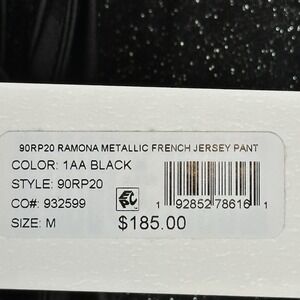 90RP20 RAMONA METALLIC FRENCH JERSEY PANT
COLOR: 1AA BLACK
STYLE: 90RP20
CO#: 932599
SIZE: M
1 92852 78616 1
$185.00